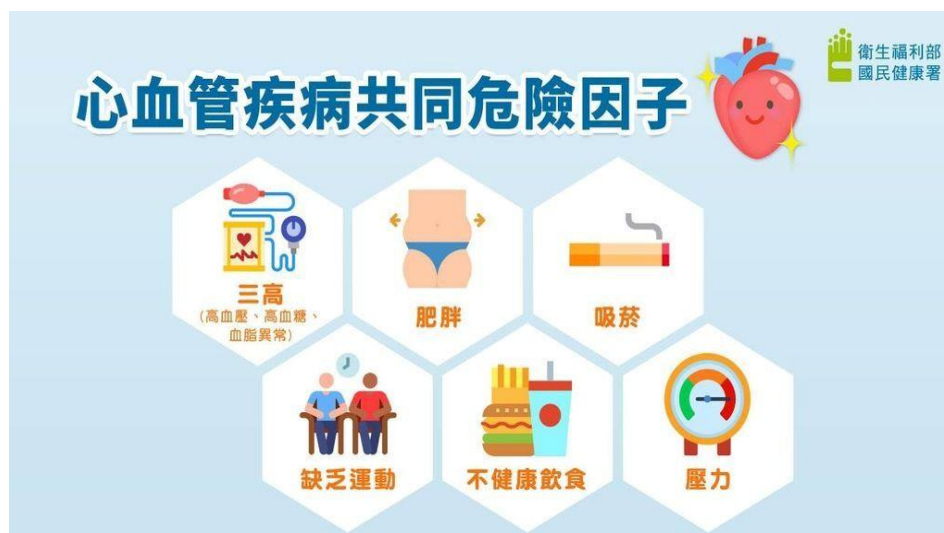 衛生福利部
國民健康署
心血管疾病共同危險因子
三高
(高血壓、高血糖、
血脂異常)
肥胖
吸菸
缺乏運動
不健康飲食
壓力